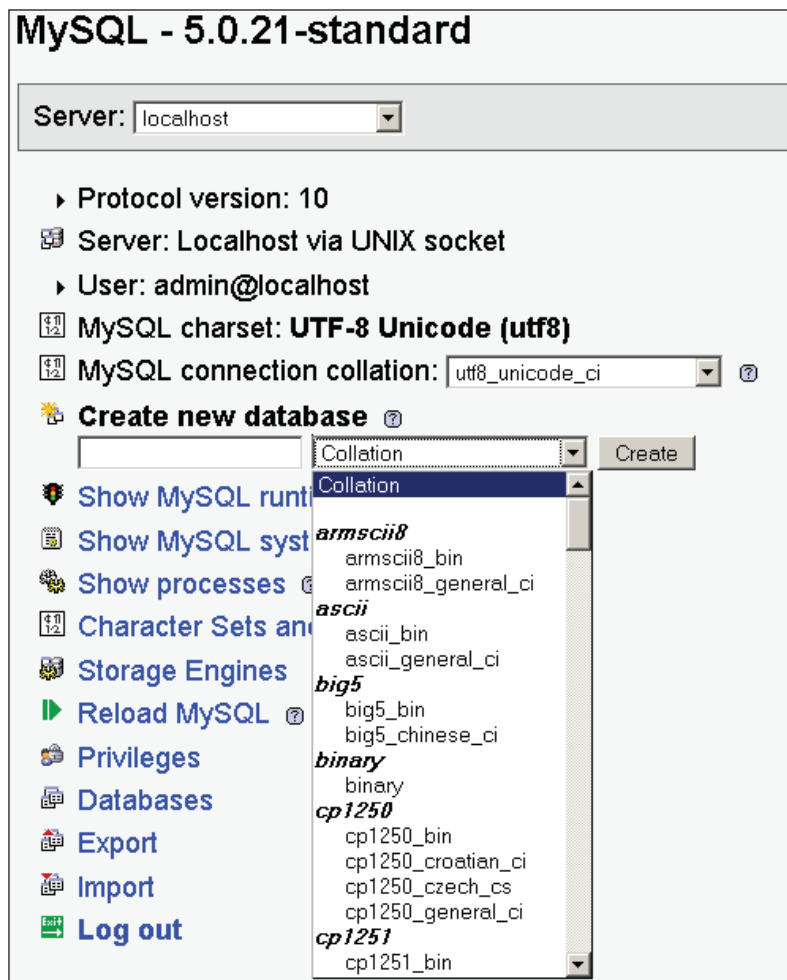 MySQL - 5.0.21-standard
Server: localhost
Protocol version: 10
Server: Localhost via UNIX socket
User: admin@localhost
MySQL charset: UTF-8 Unicode (utf8)
MySQL connection collation: utf8_unicode_ci ?
Create new database ?
Collation Create
Collation
armscii8
armscii8_bin
armscii8_general_ci
ascii
ascii_bin
ascii_general_ci
big5
big5_bin
big5_chinese_ci
binary
binary
cp1250
cp1250_bin
cp1250_croatian_ci
cp1250_czech_cs
cp1250_general_ci
cp1251
cp1251_bin
Show MySQL
Show MySQL
Show processes
Character Sets
Storage Engines
Reload MySQL ?
Privileges
Databases
Export
Import
Exit
Log out